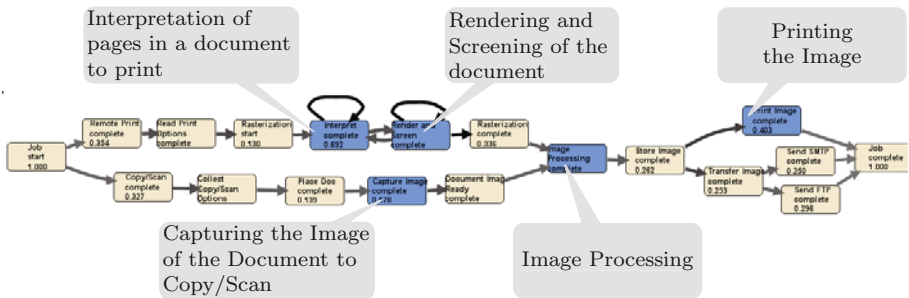 Interpretation of
pages in a document
to print
Rendering and
Screening of the
document
Printing
the Image
Remote Print
complete
0.354
Read Print
Options
complete
Rasterization
start
0.130
Interpret
complete
0.692
Render and
Screen
complete
Rasterization
complete
0.336
Print Image
complete
0.403
Job
start
1.000
Image
Processing
complete
Store Image
complete
0.262
Send SMTP
complete
0.250
Job
complete
1.000
Copy/Scan
complete
0.327
Collect
Copy/Scan
Options
Place Doc
complete
0.139
Capture Image
complete
Document Imag
Ready
complete
Transfer Image
complete
0.253
Send FTP
complete
0.296
Capturing the Image
of the Document to
Copy/Scan
Image Processing